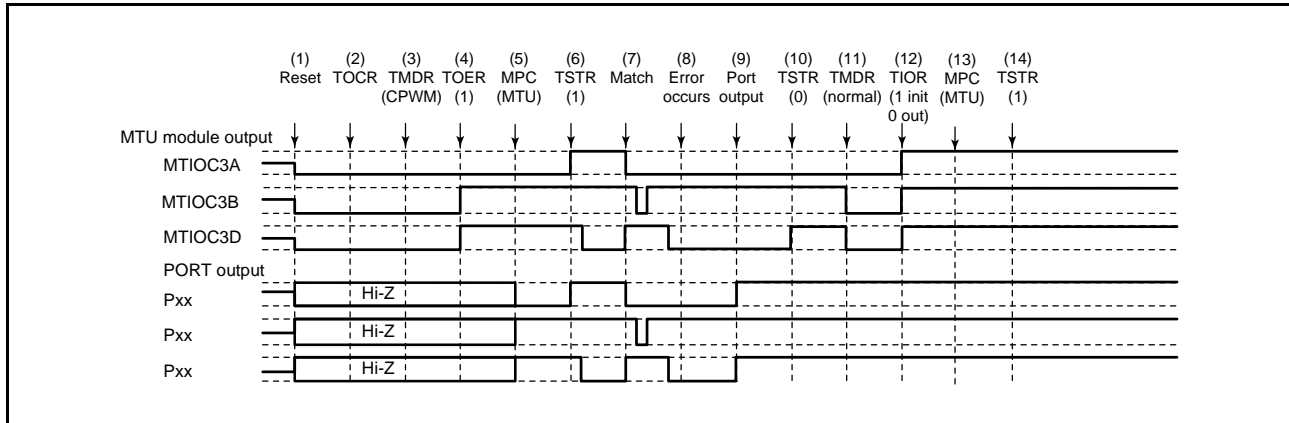 (1) (2) (3) (4) (5) (6) (7) (8) (9) (10) (11) (12) (13) (14)
Reset TOCR TMDR TOER MPC TSTR Match Error Port TSTR TMDR TIOR MPC TSTR
(CPWM) (1) (MTU) (1) occurs output (0) (normal) (1 init (MTU) (1)
0 out)
MTU module output
MTIOC3A
MTIOC3B
MTIOC3D
PORT output
Pxx Hi-Z
Pxx Hi-Z
Pxx Hi-Z